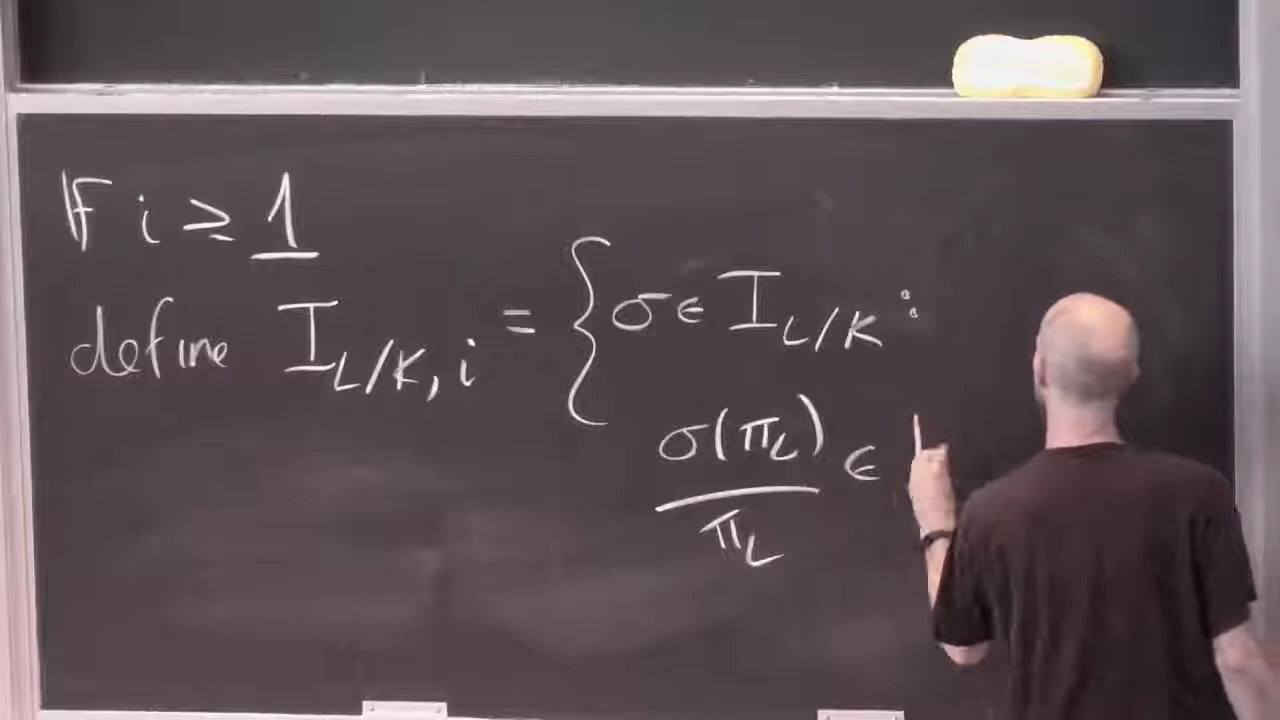 If i ≥ 1
define I_{L/K, i} = { σ ∈ I_{L/K} :
σ(π_L) / π_L ∈